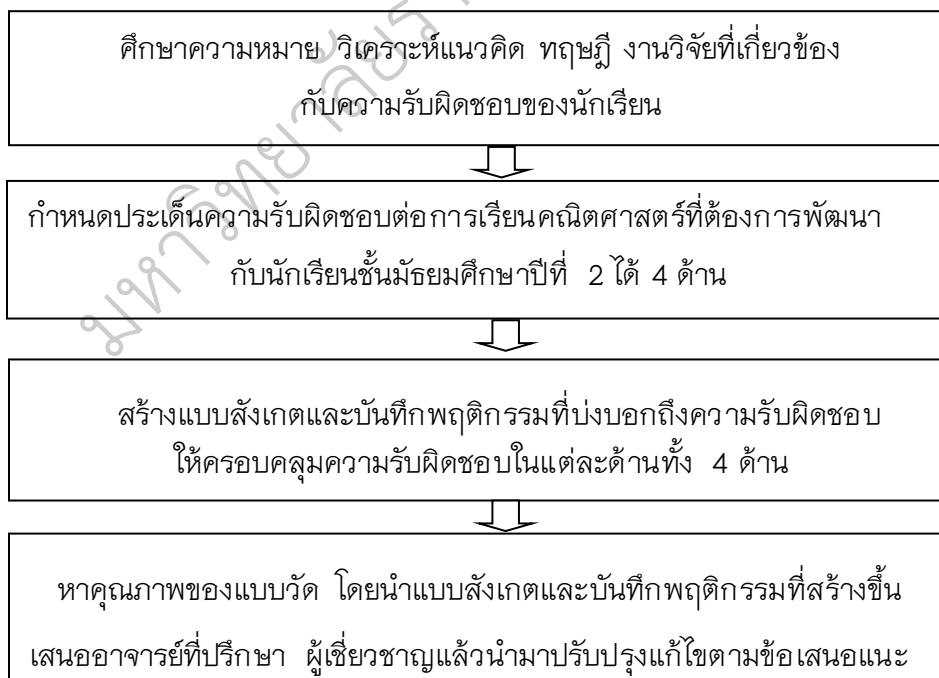 ศึกษาความหมาย วิเคราะห์แนวคิด ทฤษฎี งานวิจัยที่เกี่ยวข้อง
กับความรับผิดชอบของนักเรียน
กำหนดประเด็นความรับผิดชอบต่อการเรียนคณิตศาสตร์ที่ต้องการพัฒนา
กับนักเรียนชั้นมัธยมศึกษาปีที่ 2 ได้ 4 ด้าน
สร้างแบบสังเกตและบันทึกพฤติกรรมที่บ่งบอกถึงความรับผิดชอบ
ให้ครอบคลุมความรับผิดชอบในแต่ละด้านทั้ง 4 ด้าน
หาคุณภาพของแบบวัด โดยนำแบบสังเกตและบันทึกพฤติกรรมที่สร้างขึ้น
เสนออาจารย์ที่ปรึกษา ผู้เชี่ยวชาญแล้วนำมาปรับปรุงแก้ไขตามข้อเสนอแนะ